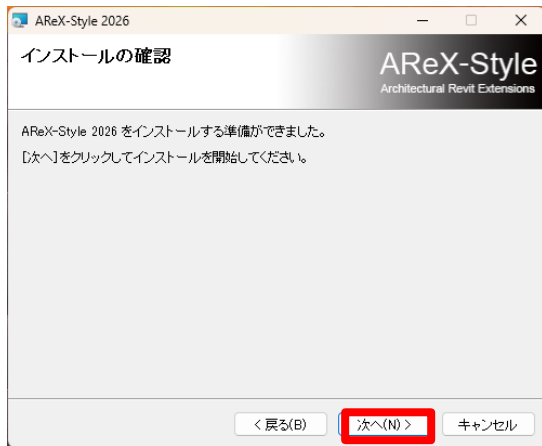 AReX-Style 2026
インストールの確認
AReX-Style
Architectural Revit Extensions
AReX-Style 2026 をインストールする準備ができました。
[次へ]をクリックしてインストールを開始してください。
< 戻る(B)
次へ(N) >
キャンセル